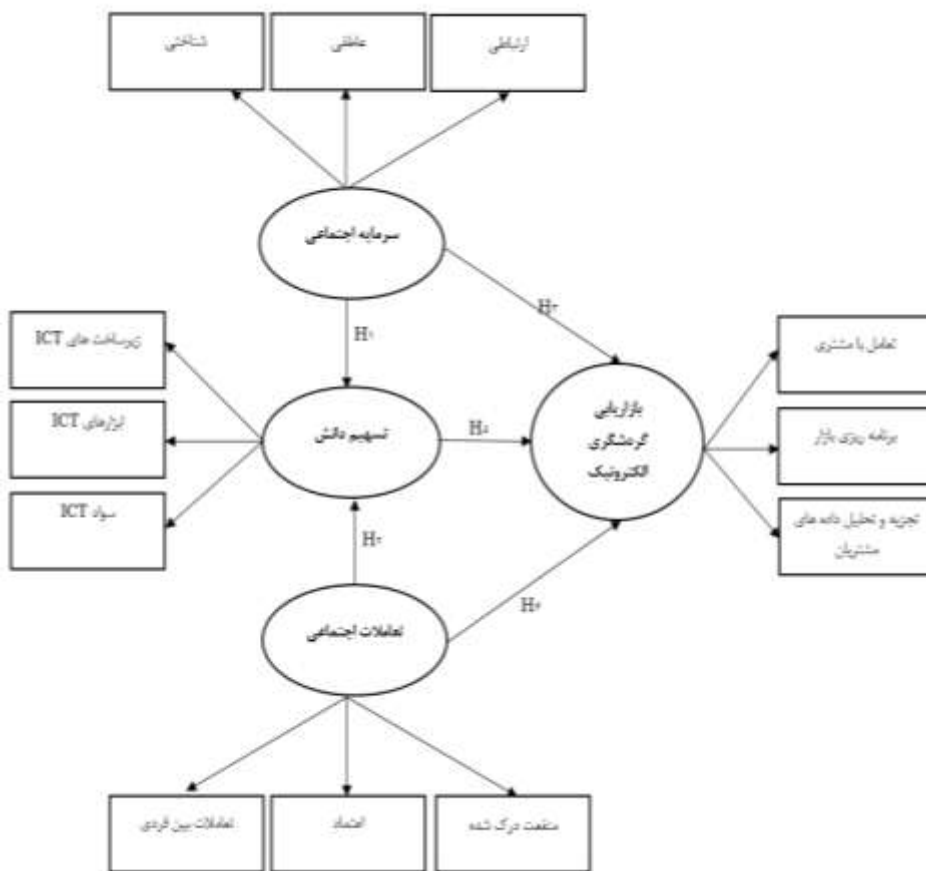 ارتباطی
عاطفی
شناختی
سرمایه اجتماعی
H۳
H۱
تعامل با مشتری
زیرساخت های ICT
بازاریابی
گردشگری
الکترونیک
H۵
تسهیم دانش
برنامه ریزی بازار
ابزارهای ICT
تجزیه و تحلیل داده های
مشتریان
سواد ICT
H۲
H۴
تعاملات اجتماعی
منفعت درک شده
اعتماد
تعاملات بین فردی